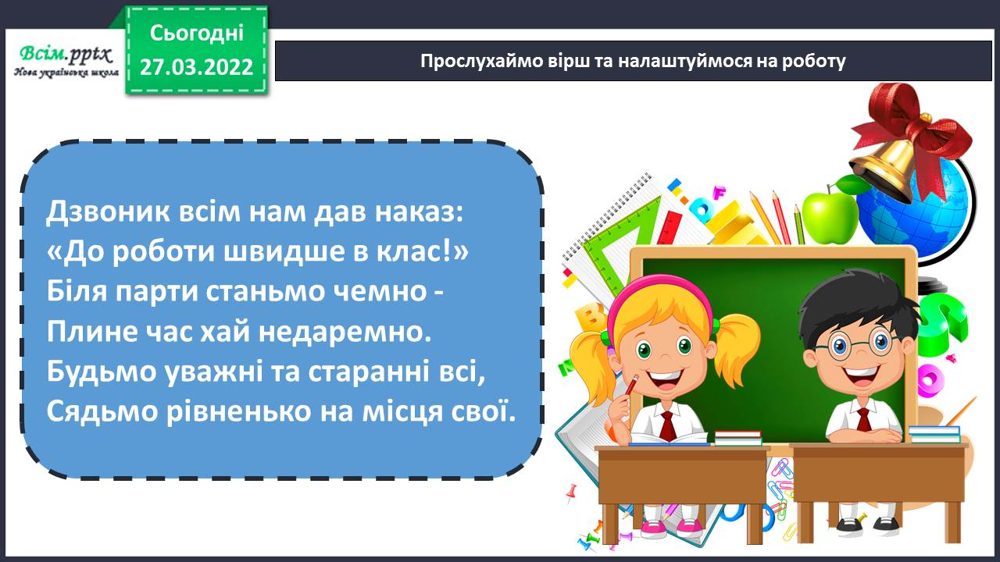 Всім.pptx
Нова українська школа
Сьогодні
27.03.2022
Прослухаймо вірш та налаштуймося на роботу
Дзвоник всім нам дав наказ:
«До роботи швидше в клас!»
Біля парти станьмо чемно -
Плине час хай недаремно.
Будьмо уважні та старанні всі,
Сядьмо рівненько на місця свої.